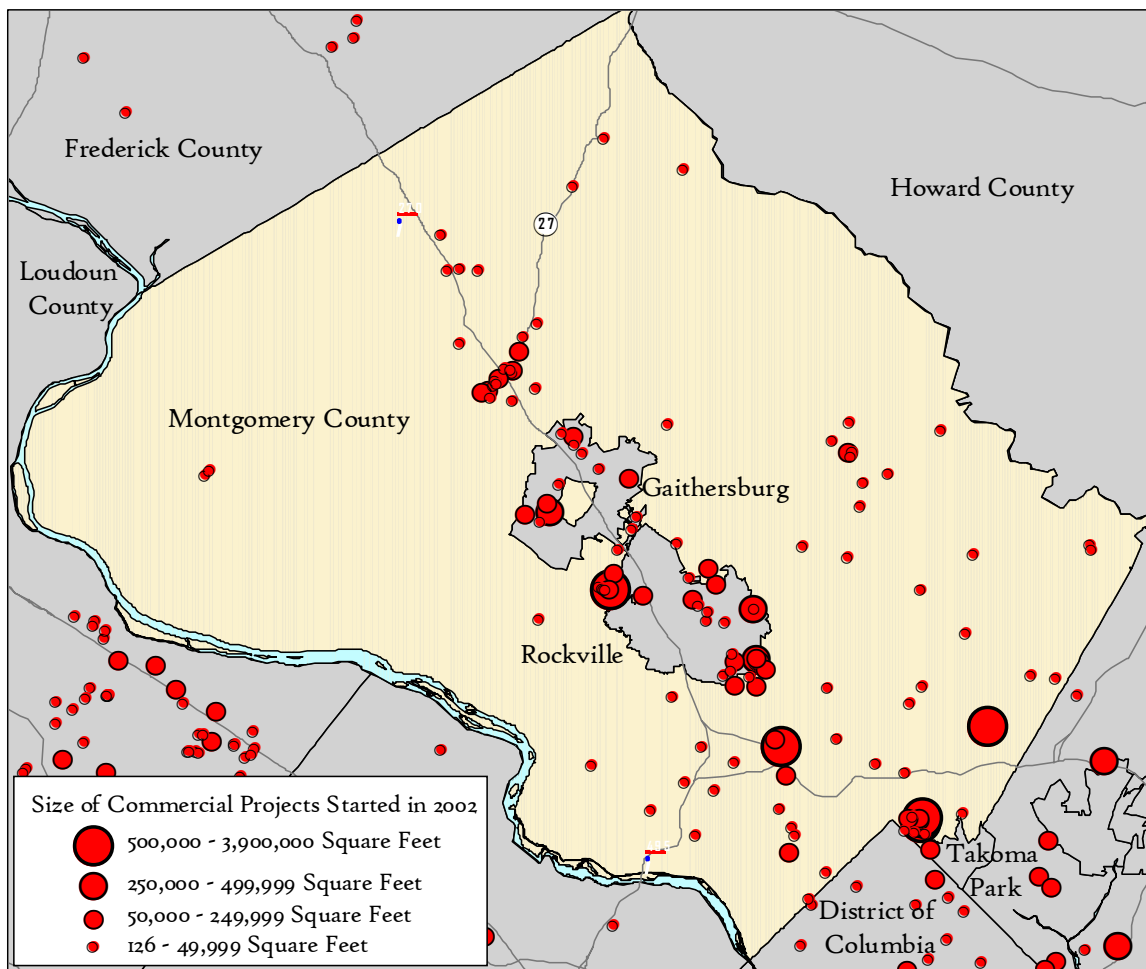 Frederick County
Howard County
27
Loudoun
County
Montgomery County
Gaithersburg
Rockville
Size of Commercial Projects Started in 2002
500,000 - 3,900,000 Square Feet
250,000 - 499,999 Square Feet
50,000 - 249,999 Square Feet
126 - 49,999 Square Feet
Takoma
Park
District of
Columbia